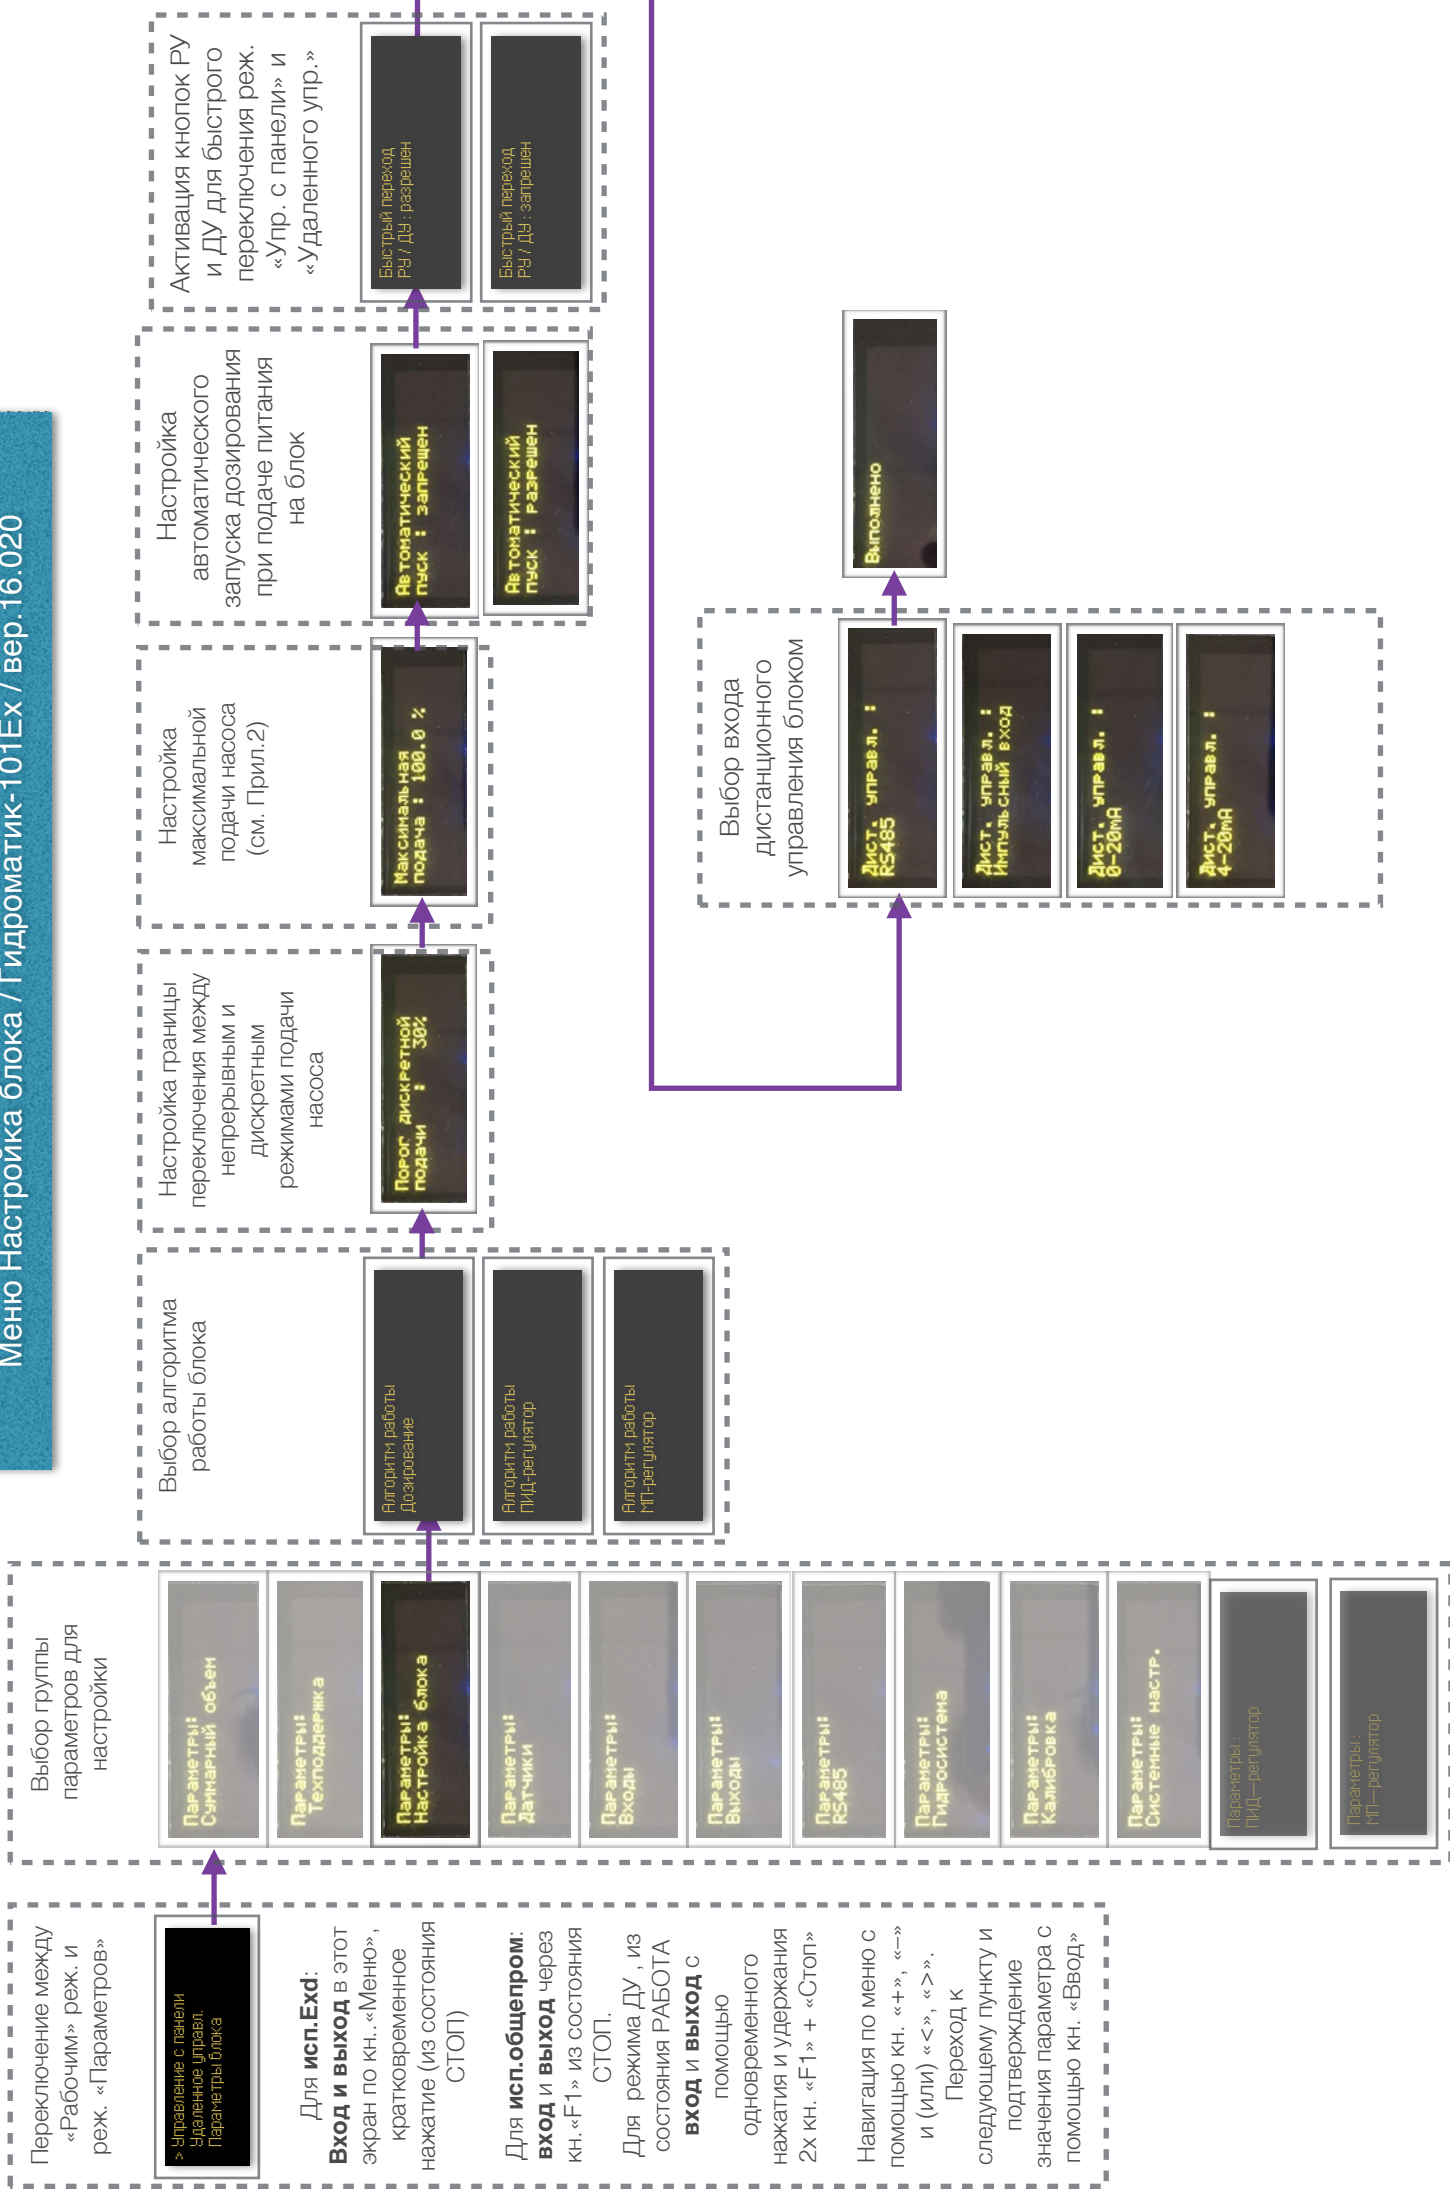 Меню Настройка блока / Гидроматик-101Ex / вер.16.020
Переключение между
«Рабочим» реж. и
реж. «Параметров»
> Управление с панели
Удаленное управл.
Параметры блока
Для исп.Exd:
Вход и выход в этот
экран по кн..«Меню»,
кратковременное
нажатие (из состояния
СТОП)
Для исп.общепром:
вход и выход через
кн.«F1» из состояния
СТОП.
Для режима ДУ , из
состояния РАБОТА
вход и выход с
помощью
одновременного
нажатия и удержания
2х кн. «F1» + «Стоп»
Навигация по меню с
помощью кн. «+», «–»
и (или) «<», «>».
Переход к
следующему пункту и
подтверждение
значения параметра с
помощью кн. «Ввод»
Выбор группы
параметров для
настройки
Параметры:
Суммарный объем
Параметры:
Техподдержка
Параметры:
Настройка блока
Параметры:
Датчики
Параметры:
Входы
Параметры:
Выходы
Параметры:
RS485
Параметры:
Гидросистема
Параметры:
Калибровка
Параметры:
Системные настр.
Параметры:
ПИД—регулятор
Параметры:
МП—регулятор
Выбор алгоритма
работы блока
Алгоритм работы
Дозирование
Алгоритм работы
ПИД-регулятор
Алгоритм работы
МП-регулятор
Настройка границы
переключения между
непрерывным и
дискретным
режимами подачи
насоса
Порог дискретной
подачи : 30%
Настройка
максимальной
подачи насоса
(см. Прил.2)
Максимальная
подача : 100.0 %
Настройка
автоматического
запуска дозирования
при подаче питания
на блок
Автоматический
пуск : запрещен
Автоматический
пуск : разрешен
Активация кнопок РУ
и ДУ для быстрого
переключения реж.
«Упр. с панели» и
«Удаленного упр.»
Быстрый переход
РУ / ДУ : разрешен
Быстрый переход
РУ / ДУ : запрещен
Выбор входа
дистанционного
управления блоком
Дист. управл. :
RS485
Дист. управл. :
Импульсный вход
Дист. управл. :
0-20mA
Дист. управл. :
4-20mA
Выполнено